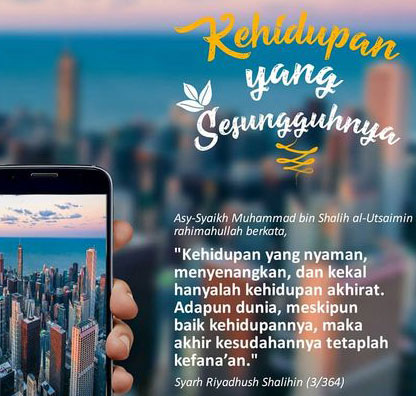 Kehidupan
yang
Sesungguhnya
Asy-Syaikh Muhammad bin Shalih al-Utsaimin
rahimahullah berkata,
"Kehidupan yang nyaman,
menyenangkan, dan kekal
hanyalah kehidupan akhirat.
Adapun dunia, meskipun
baik kehidupannya, maka
akhir kesudahannya tetaplah
kefana’an."
Syarh Riyadhush Shalihin (3/364)